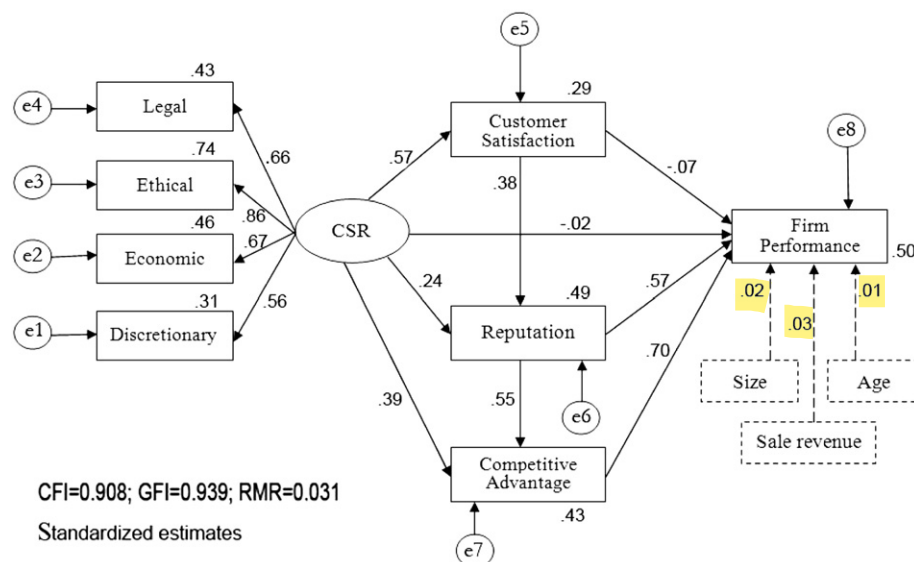 e5
.43
.29
e4
Legal
Customer
Satisfaction
e8
.66
.57
-.07
.74
e3
Ethical
.38
.86
CSR
-.02
Firm
Performance
.46
.67
.50
e2
Economic
.24
.49
.57
.02
.01
.31
.56
.03
e1
Discretionary
Reputation
.70
Size
Age
.39
.55
e6
Sale revenue
Competitive
Advantage
CFI=0.908; GFI=0.939; RMR=0.031
.43
Standardized estimates
e7